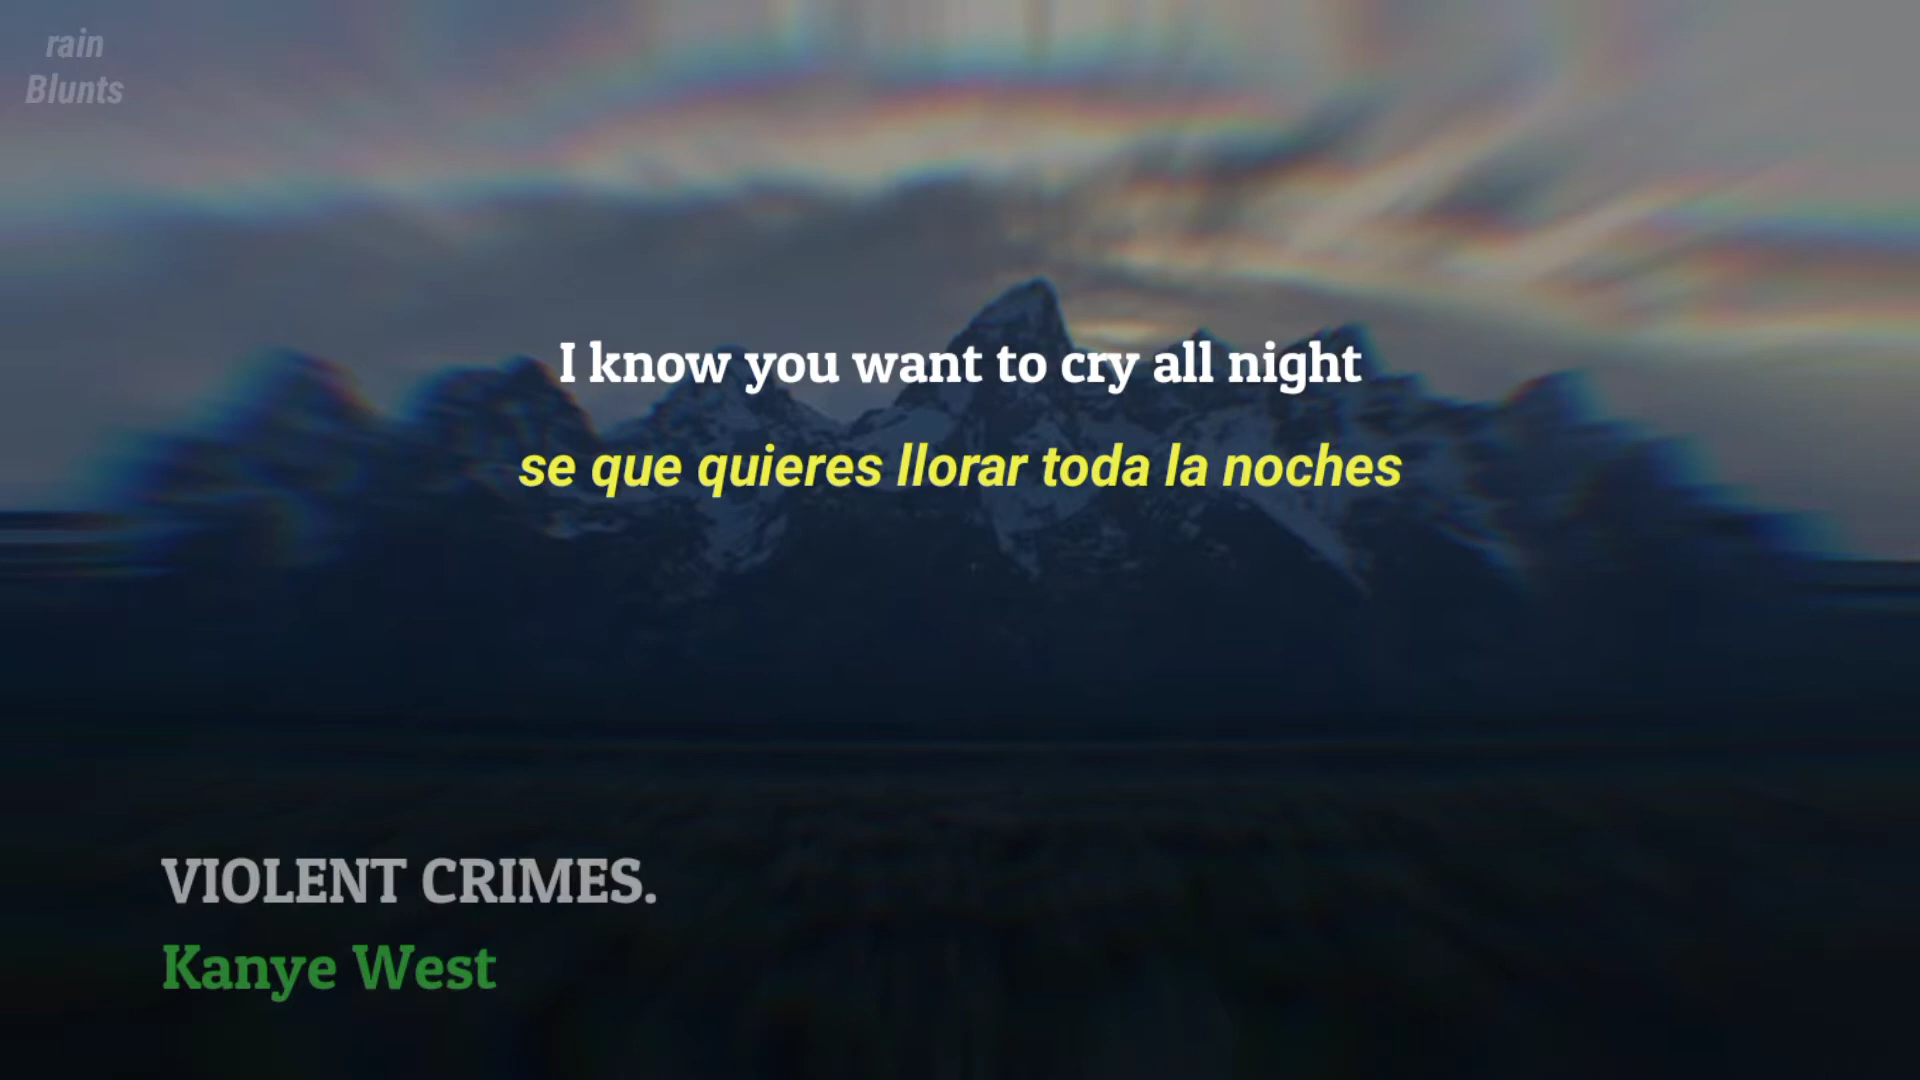 rain
Blunts
I know you want to cry all night
se que quieres llorar toda la noches
VIOLENT CRIMES.
Kanye West